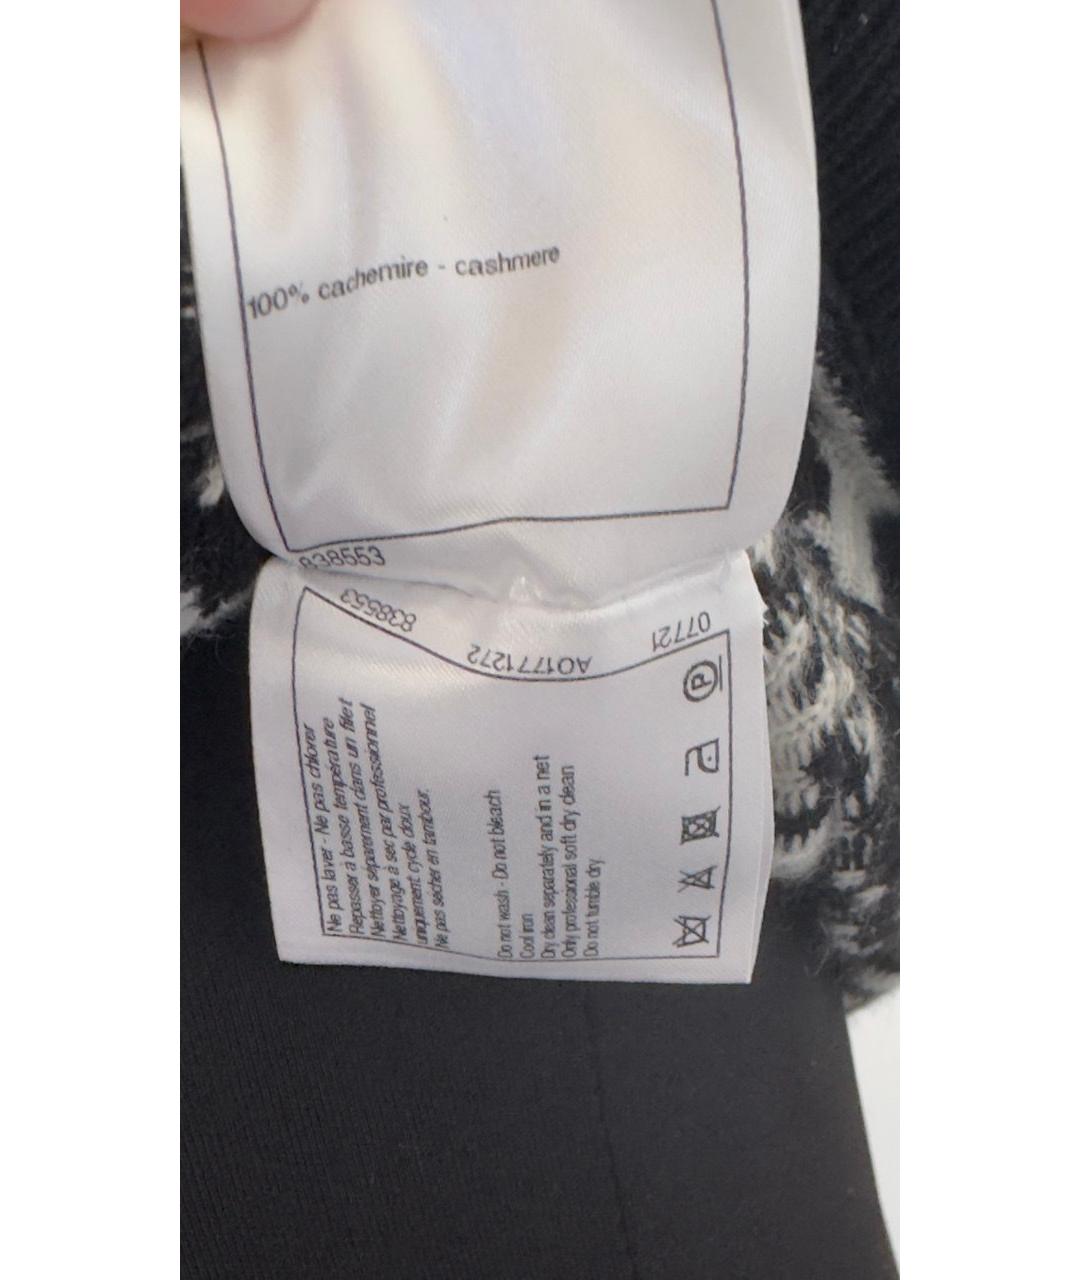 100% cachemire - cashmere
838553
838553
AO1771272
07721
Ne pas laver - Ne pas chlorer
Repasser à basse température
Nettoyer séparement dans un filet
Nettoyage à sec par professionnel
uniquement cycle doux
Ne pas sécher en tambour.
Do not wash - Do not bleach
Cool iron
Dry clean separately and in a net
Only professional soft dry clean
Do not tumble dry
P